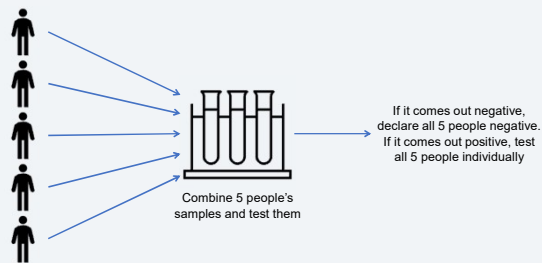 Combine 5 people's
samples and test them
If it comes out negative,
declare all 5 people negative.
If it comes out positive, test
all 5 people individually